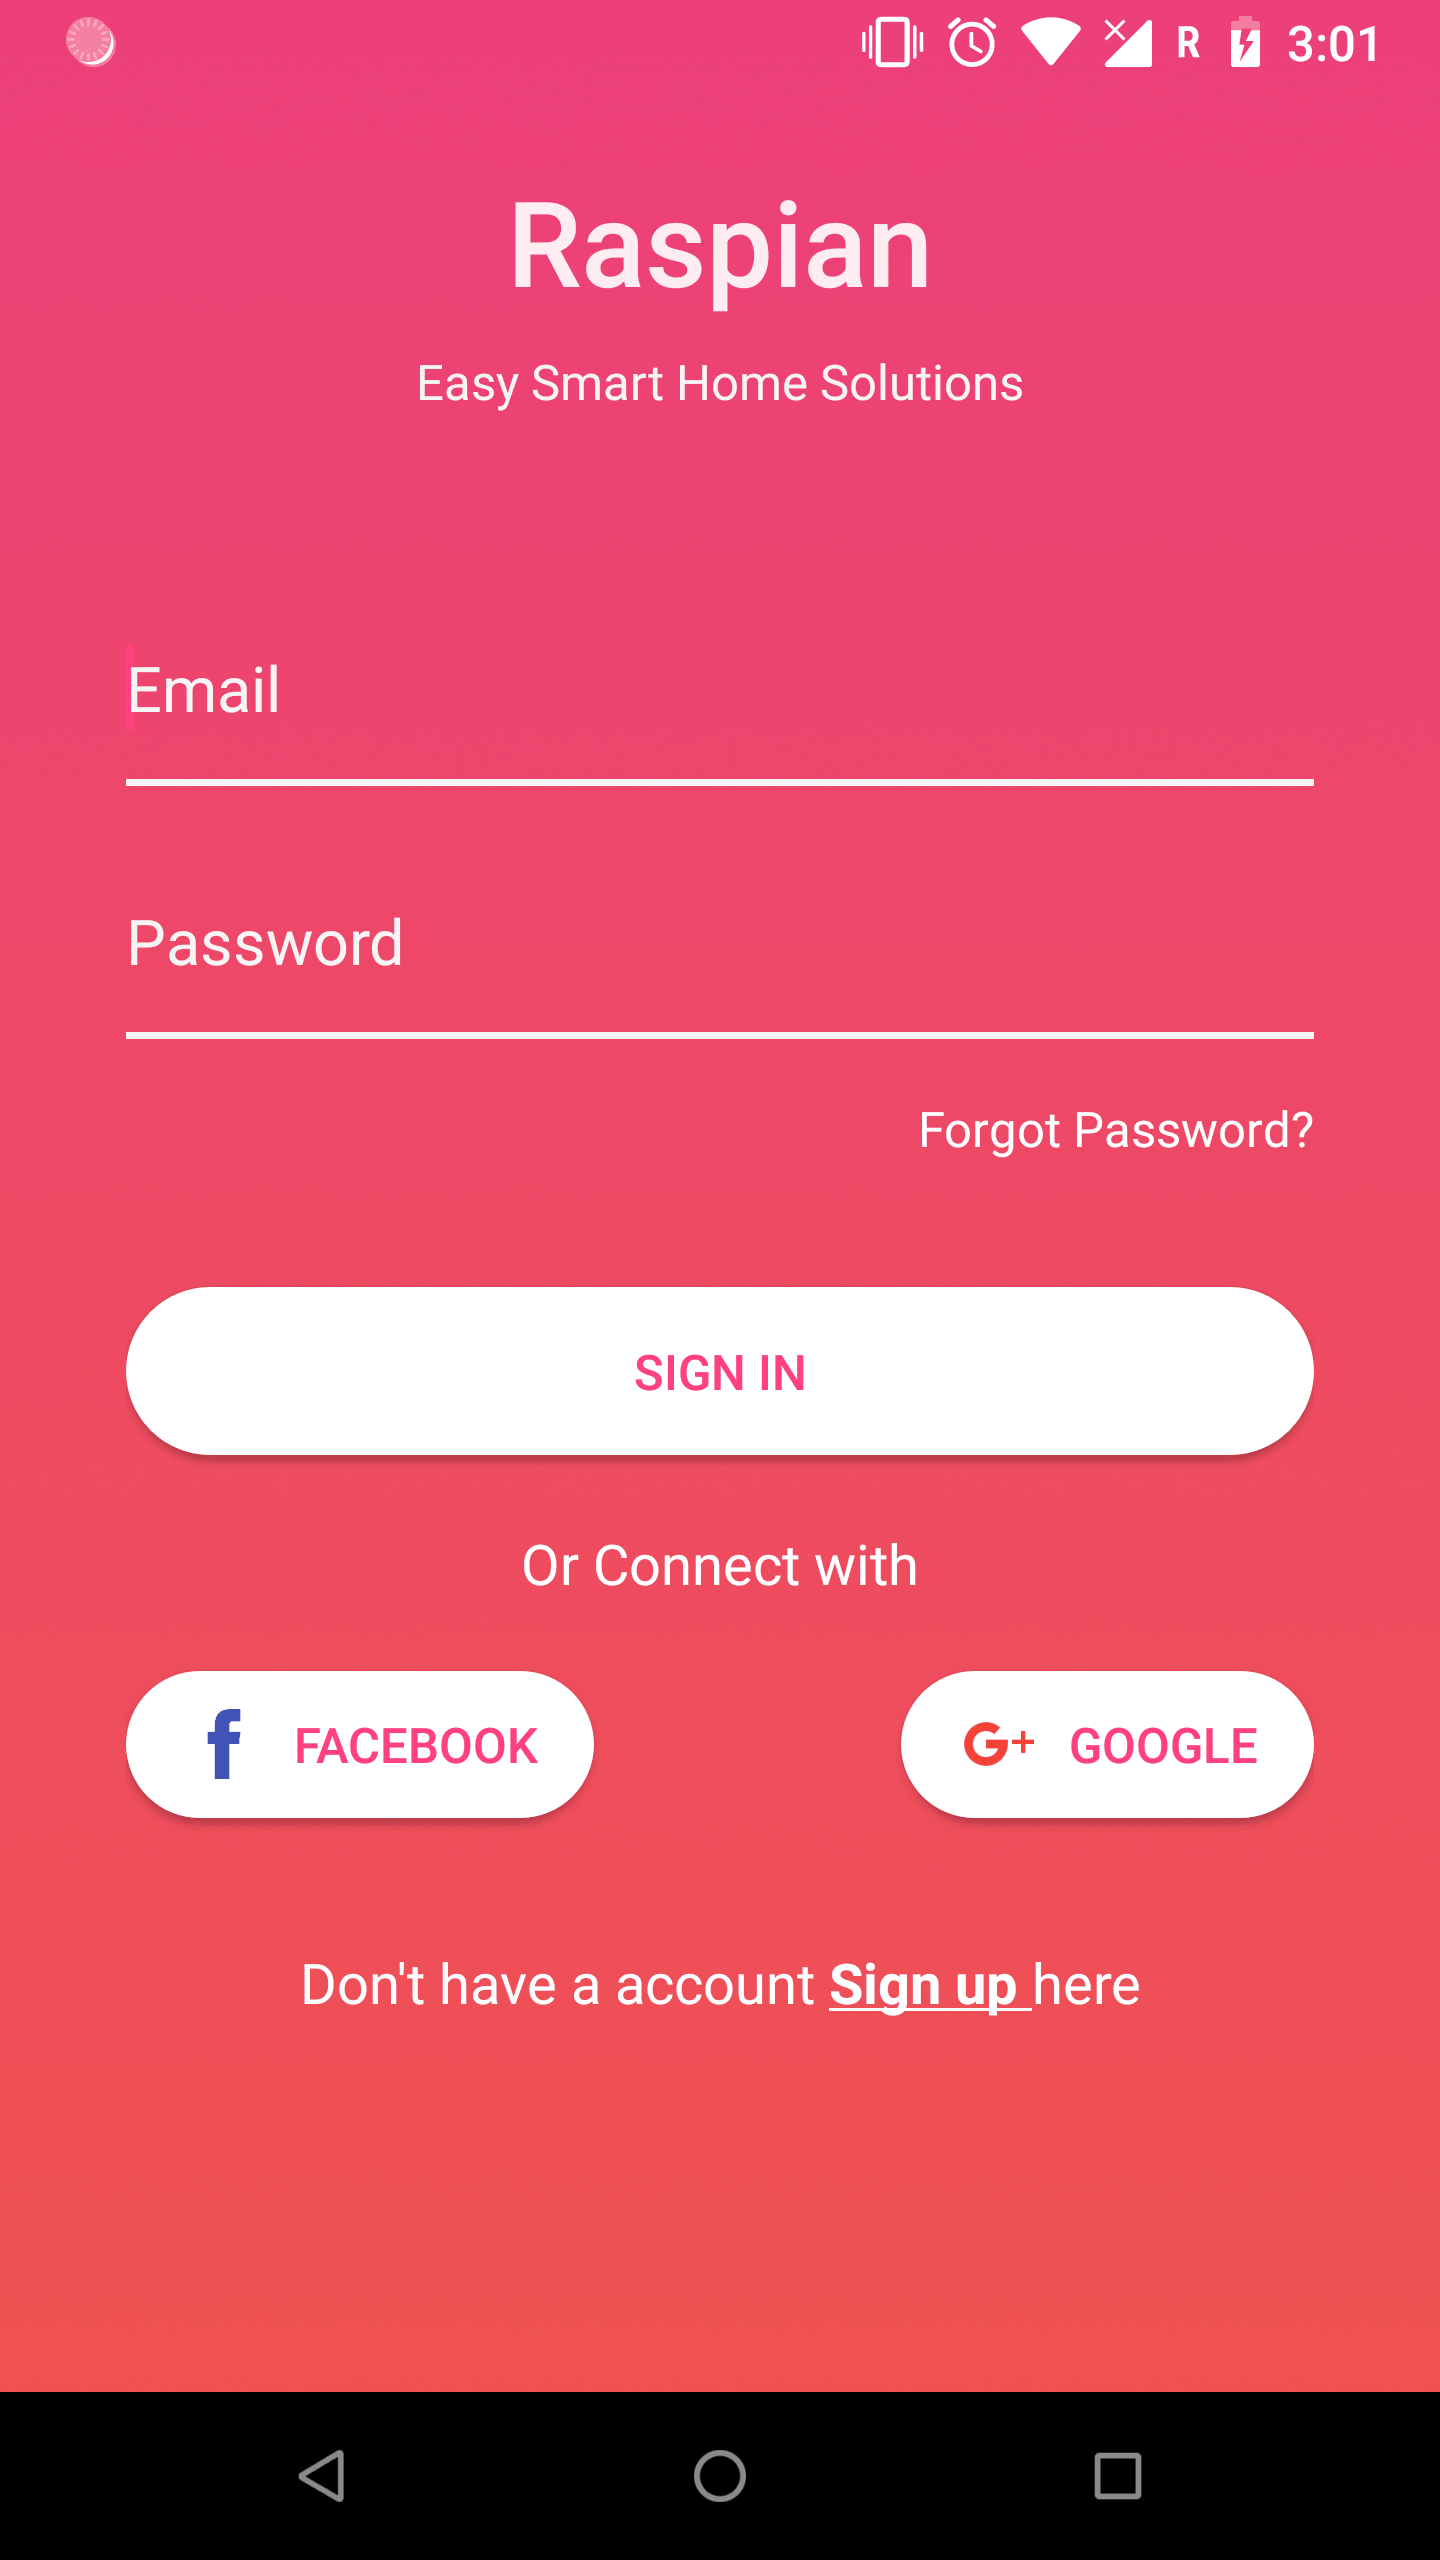 R 3:01
Raspian
Easy Smart Home Solutions
Email
Password
Forgot Password?
SIGN IN
Or Connect with
f FACEBOOK G+ GOOGLE
Don't have a account Sign up here